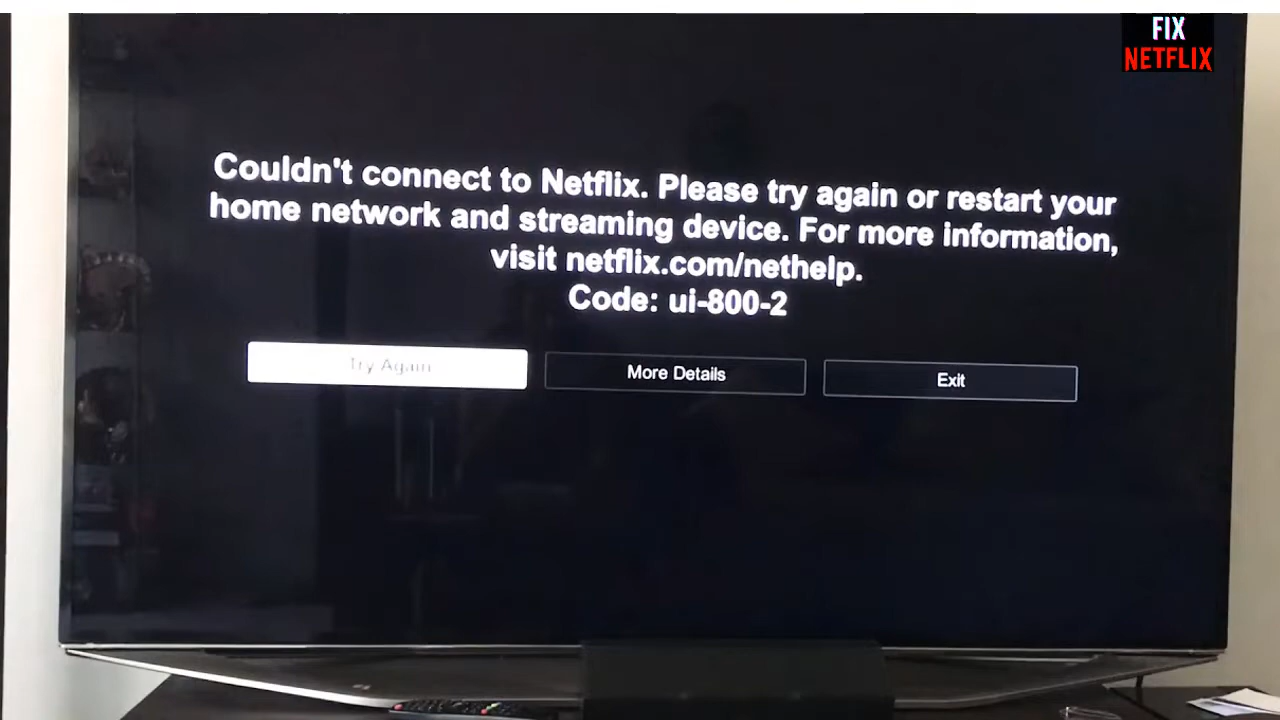 FIX
NETFLIX
Couldn't connect to Netflix. Please try again or restart your
home network and streaming device. For more information,
visit netflix.com/nethelp.
Code: ui-800-2
Try Again
More Details
Exit